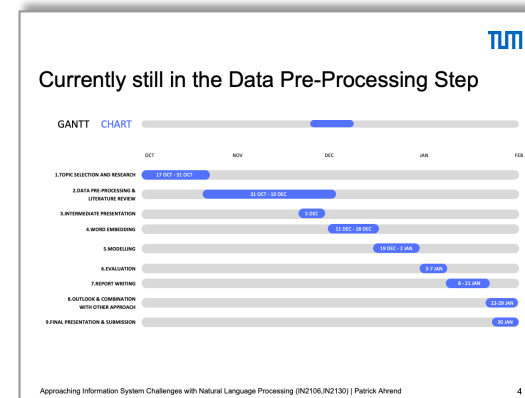 TUM
Currently still in the Data Pre-Processing Step
GANTT CHART
OCT NOV DEC JAN FEB
1.TOPIC SELECTION AND RESEARCH 17 OCT - 31 OCT
2.DATA PRE-PROCESSING &
LITERATURE REVIEW
31 OCT - 10 DEC
3.INTERMEDIATE PRESENTATION 5 DEC
4.WORD EMBEDDING 11 DEC - 18 DEC
5.MODELLING 19 DEC - 2 JAN
6.EVALUATION 3-7 JAN
7.REPORT WRITING 8 - 21 JAN
8.OUTLOOK & COMBINATION
WITH OTHER APPROACH
22-29 JAN
9.FINAL PRESENTATION & SUBMISSION 30 JAN
Approaching Information System Challenges with Natural Language Processing (IN2106,IN2130) | Patrick Ahrend 4